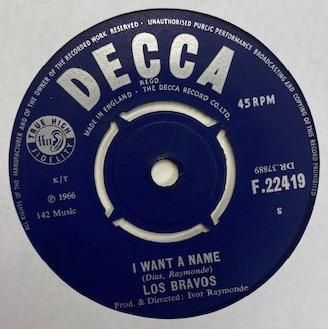 ALL RIGHTS OF THE MANUFACTURER AND OF THE OWNER OF THE RECORDED WORK RESERVED · UNAUTHORISED PUBLIC PERFORMANCE BROADCASTING AND COPYING OF THIS RECORD PROHIBITED
DECCA
REGD.
MADE IN ENGLAND · THE DECCA RECORD CO. LTD.
45 RPM
TRUE HIGH
FIDELITY
DR.37889
F.22419
K/T
℗ 1966
142 Music
S
I WANT A NAME
(Dias, Raymonde)
LOS BRAVOS
Prod. & Directed: Ivor Raymonde